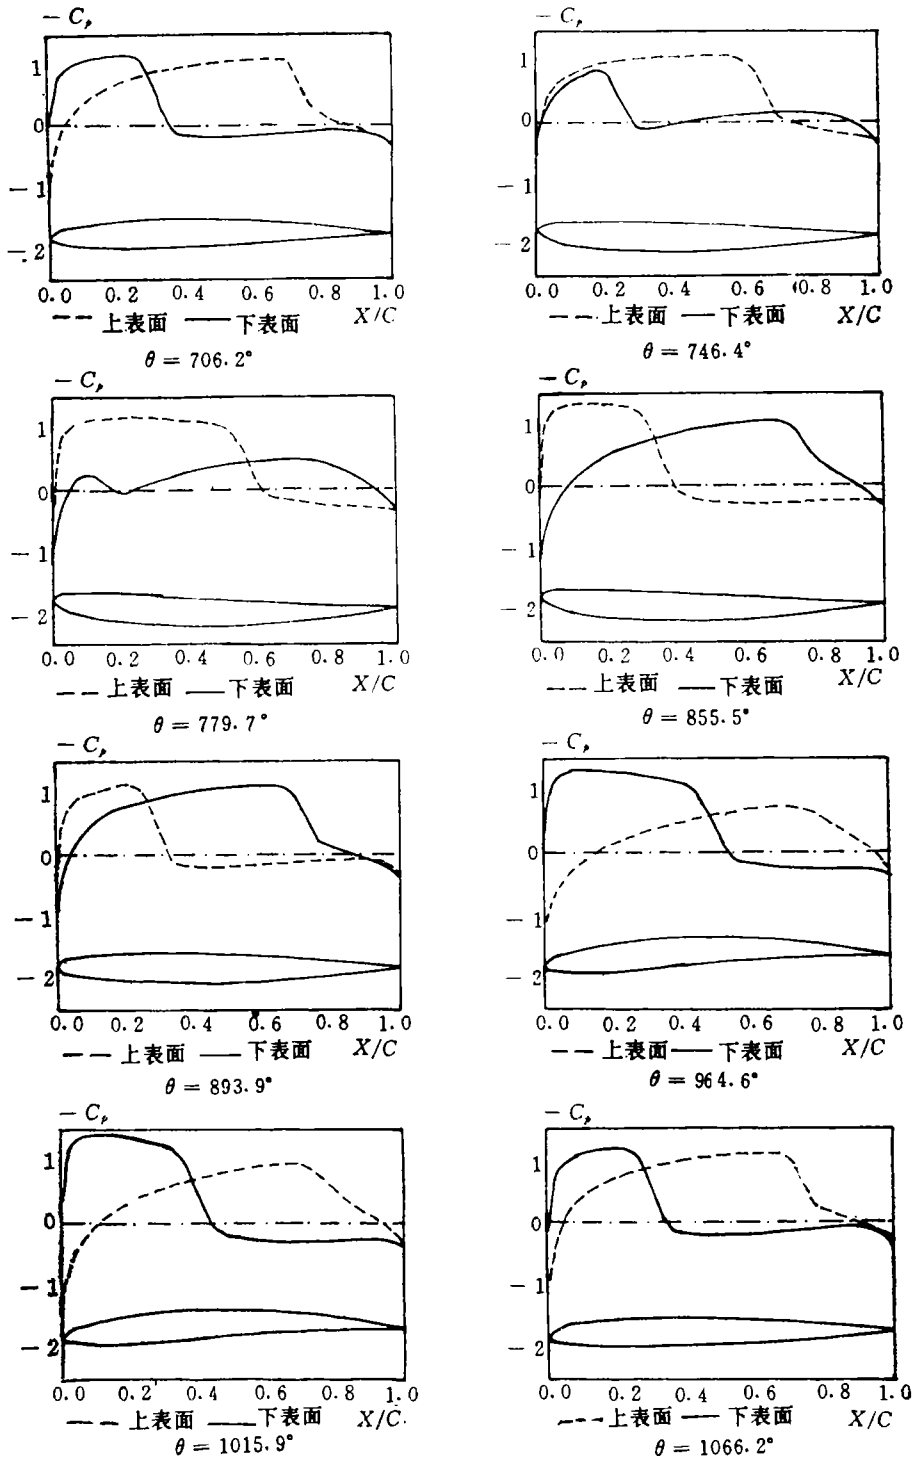 — Cₚ
1
0
— 1
— 2
0.0 0.2 0.4 0.6 0.8 1.0
— — 上表面 —— 下表面 X/C
θ = 706.2°
— Cₚ
1
0
— 1
— 2
0.0 0.2 0.4 0.6 0.8 1.0
— — 上表面 —— 下表面 X/C
θ = 746.4°
— Cₚ
1
0
— 1
— 2
0.0 0.2 0.4 0.6 0.8 1.0
— — 上表面 —— 下表面 X/C
θ = 779.7°
— Cₚ
1
0
— 1
— 2
0.0 0.2 0.4 0.6 0.8 1.0
— — 上表面 —— 下表面 X/C
θ = 855.5°
— Cₚ
1
0
— 1
— 2
0.0 0.2 0.4 0.6 0.8 1.0
— — 上表面 —— 下表面 X/C
θ = 893.9°
— Cₚ
1
0
— 1
— 2
0.0 0.2 0.4 0.6 0.8 1.0
— — 上表面 —— 下表面 X/C
θ = 964.6°
— Cₚ
1
0
— 1
— 2
0.0 0.2 0.4 0.6 0.8 1.0
— — 上表面 —— 下表面 X/C
θ = 1015.9°
— Cₚ
1
0
— 1
— 2
0.0 0.2 0.4 0.6 0.8 1.0
— — 上表面 —— 下表面 X/C
θ = 1066.2°